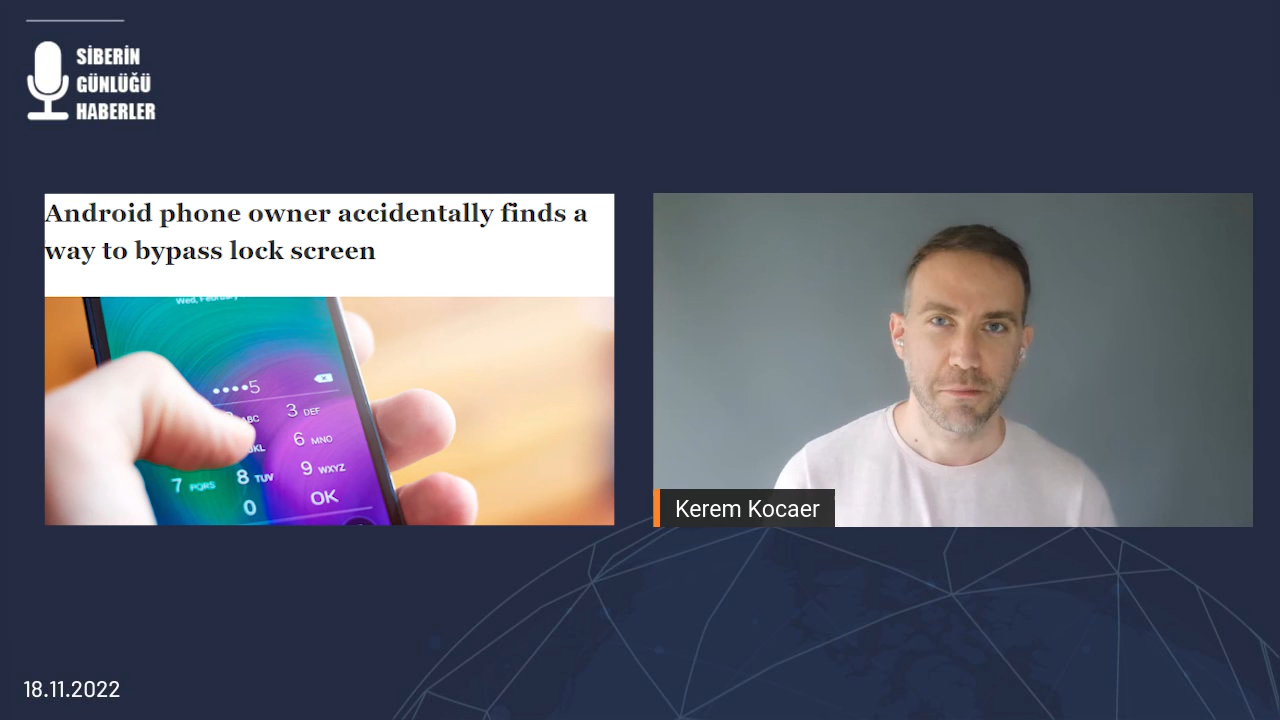 SİBERİN
GÜNLÜĞÜ
HABERLER
Android phone owner accidentally finds a
way to bypass lock screen
5
3 DEF
6 MNO
7 PQRS
8 TUV
9 WXYZ
0
OK
Kerem Kocaer
18.11.2022